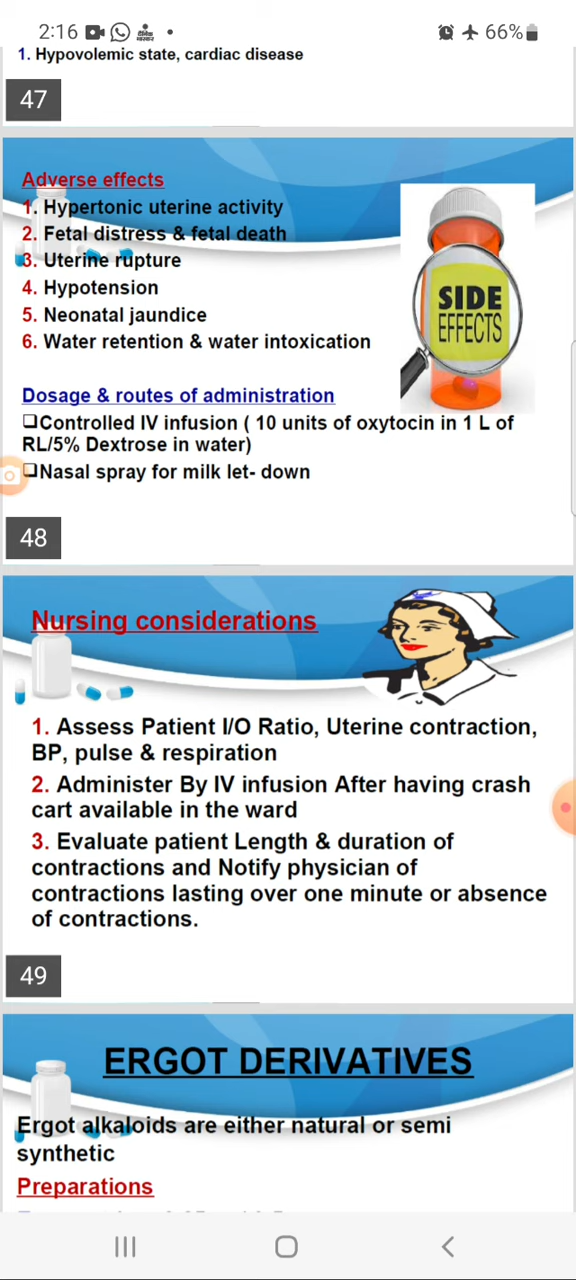 2:16
66%
1. Hypovolemic state, cardiac disease
47
Adverse effects
1. Hypertonic uterine activity
2. Fetal distress & fetal death
3. Uterine rupture
4. Hypotension
5. Neonatal jaundice
6. Water retention & water intoxication
SIDE
EFFECTS
Dosage & routes of administration
❑Controlled IV infusion ( 10 units of oxytocin in 1 L of
RL/5% Dextrose in water)
❑Nasal spray for milk let- down
48
Nursing considerations
1. Assess Patient I/O Ratio, Uterine contraction,
BP, pulse & respiration
2. Administer By IV infusion After having crash
cart available in the ward
3. Evaluate patient Length & duration of
contractions and Notify physician of
contractions lasting over one minute or absence
of contractions.
49
ERGOT DERIVATIVES
Ergot alkaloids are either natural or semi
synthetic
Preparations